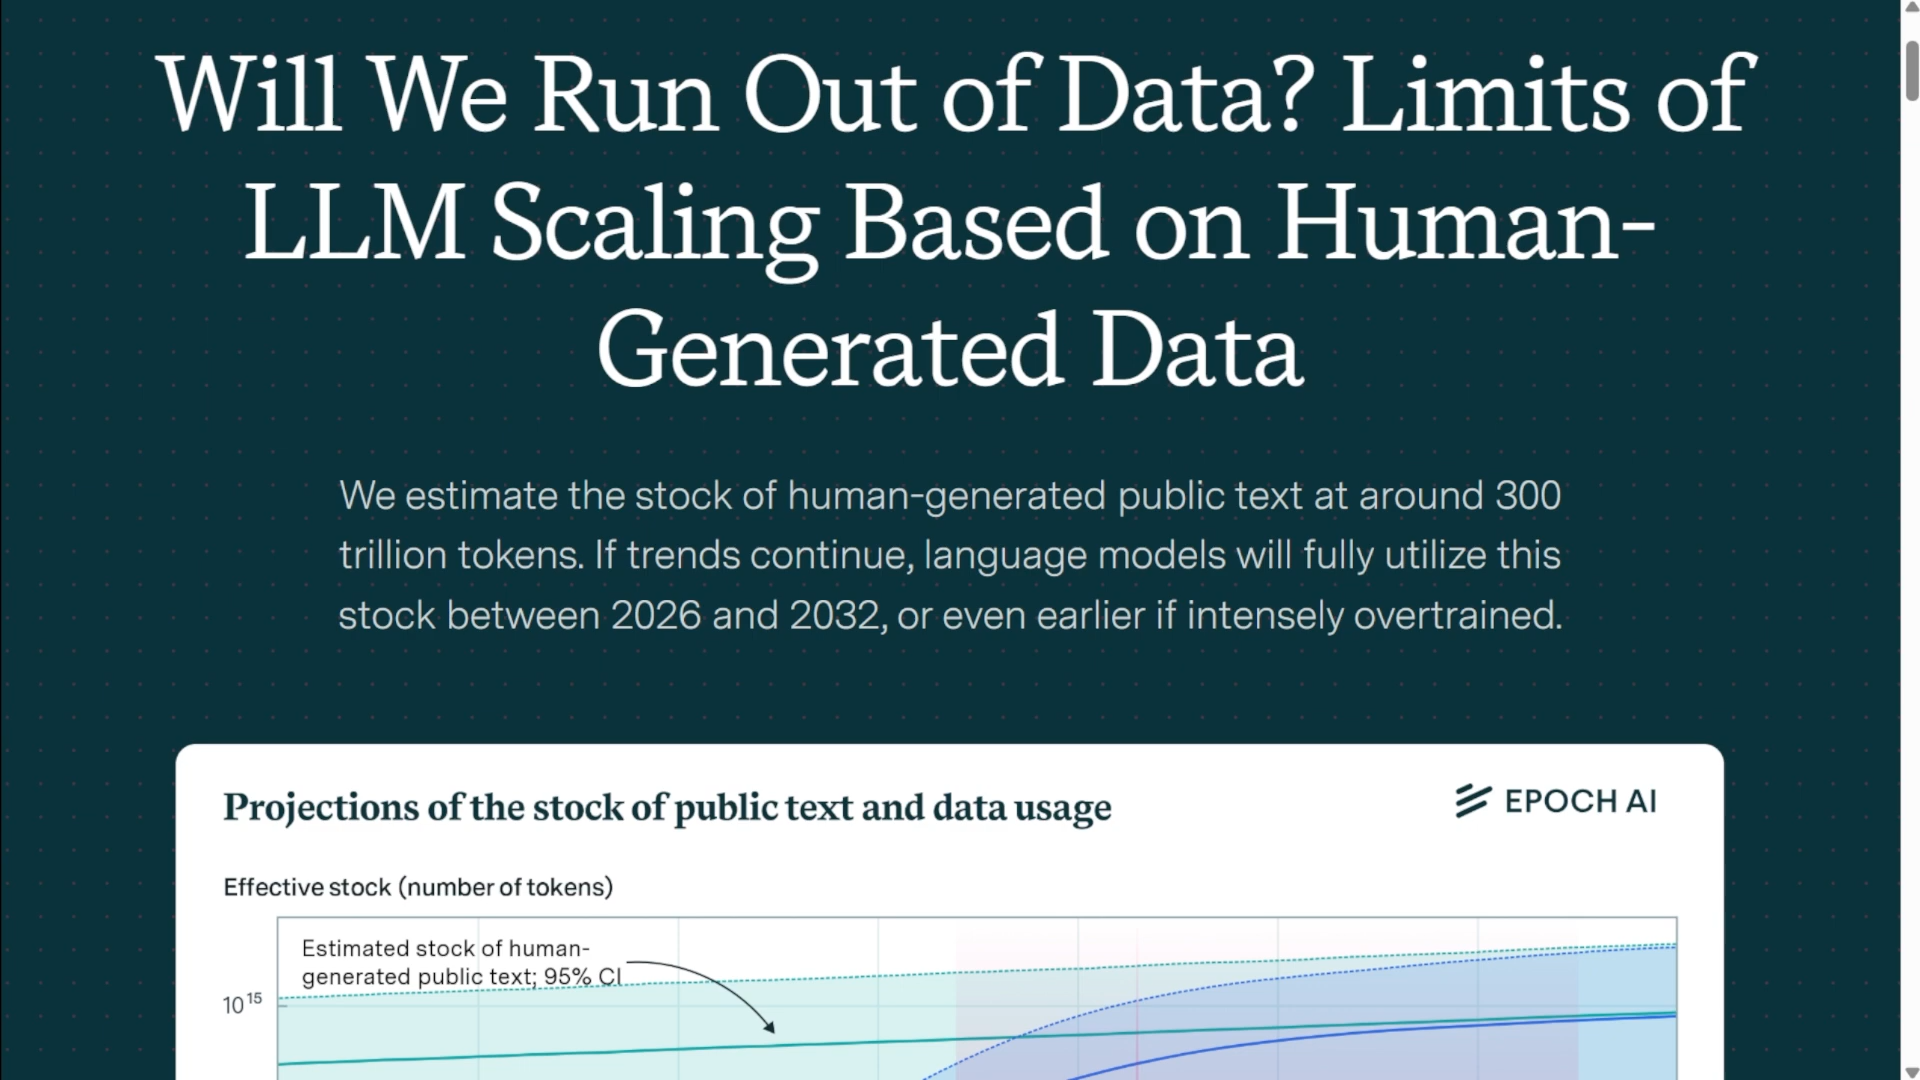 Will We Run Out of Data? Limits of
LLM Scaling Based on Human-
Generated Data
We estimate the stock of human-generated public text at around 300
trillion tokens. If trends continue, language models will fully utilize this
stock between 2026 and 2032, or even earlier if intensely overtrained.
Projections of the stock of public text and data usage
EPOCH AI
Effective stock (number of tokens)
Estimated stock of human-
generated public text; 95% CI
10¹⁵